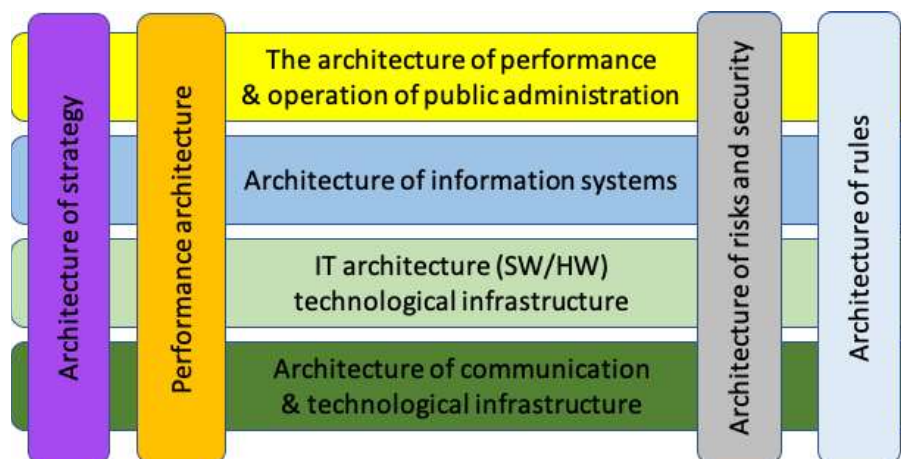 Architecture of strategy
Performance architecture
The architecture of performance
& operation of public administration
Architecture of information systems
IT architecture (SW/HW)
technological infrastructure
Architecture of communication
& technological infrastructure
Architecture of risks and security
Architecture of rules